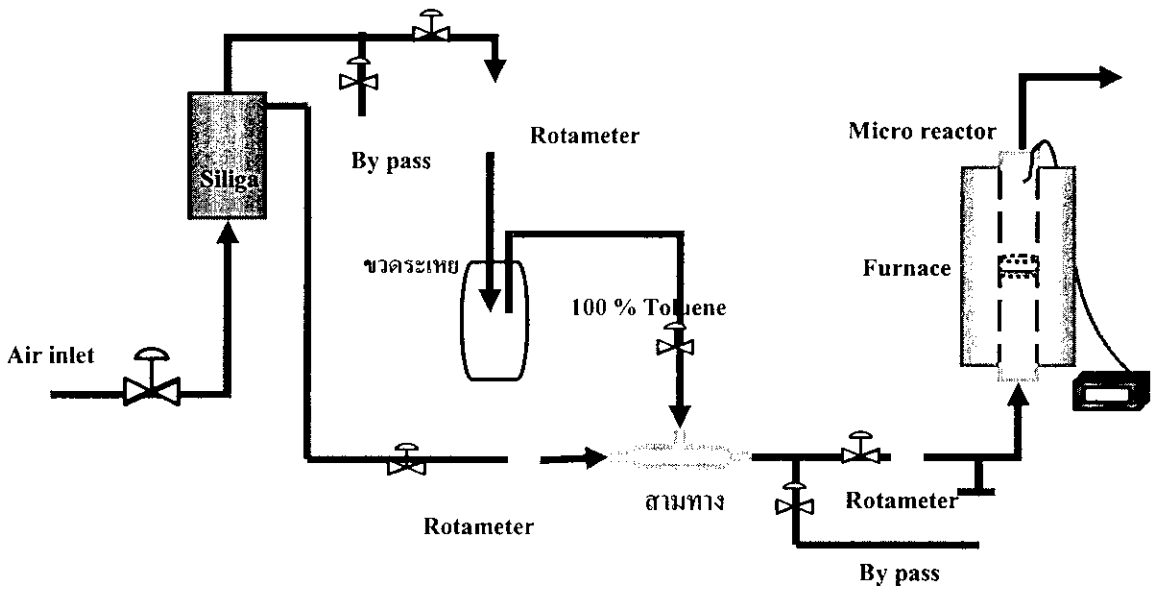 Rotameter
Micro reactor
By pass
Siliga
ขวดระเหย
Furnace
100 % Toluene
Air inlet
สามทาง
Rotameter
Rotameter
By pass